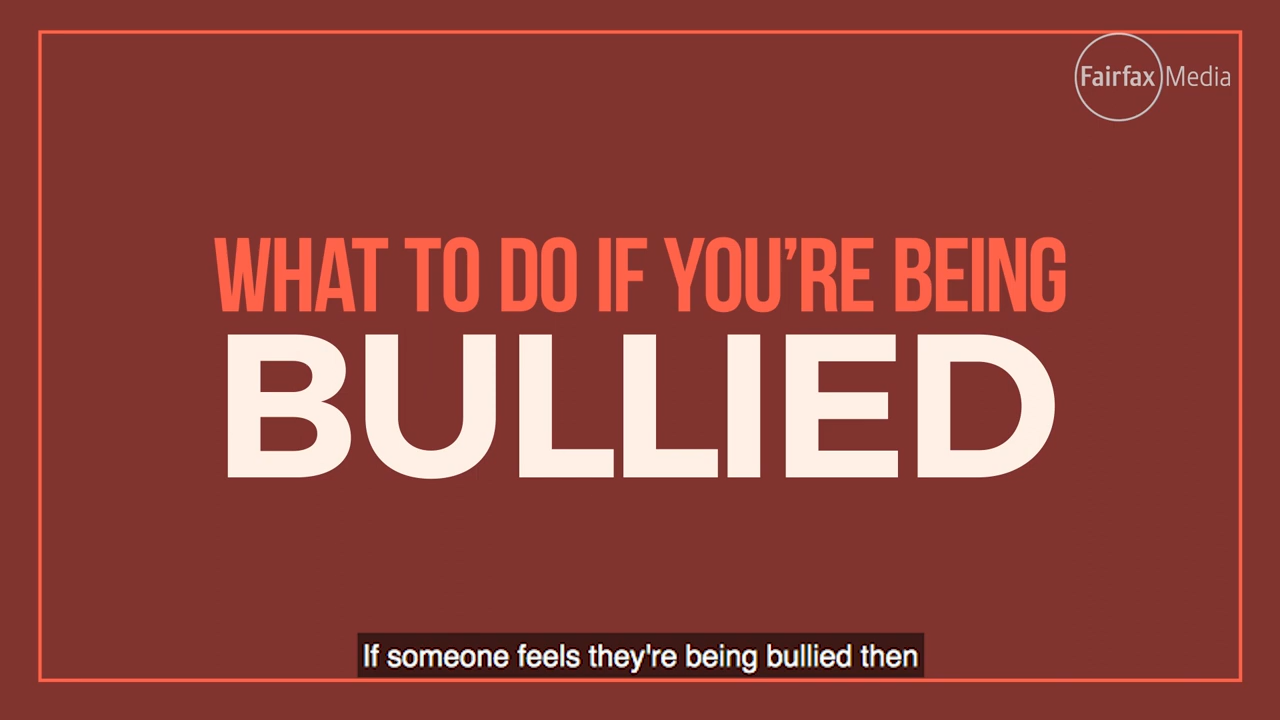 Fairfax Media
WHAT TO DO IF YOU’RE BEING
BULLIED
If someone feels they're being bullied then